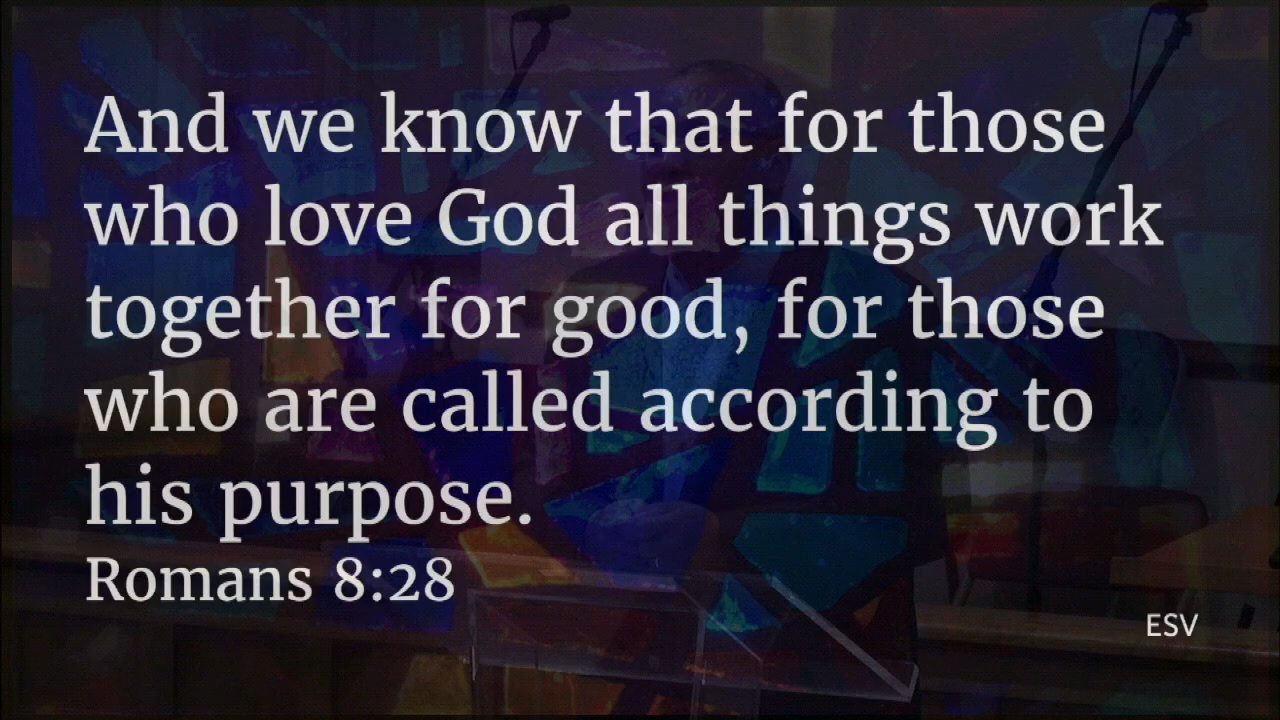 And we know that for those
who love God all things work
together for good, for those
who are called according to
his purpose.
Romans 8:28
ESV